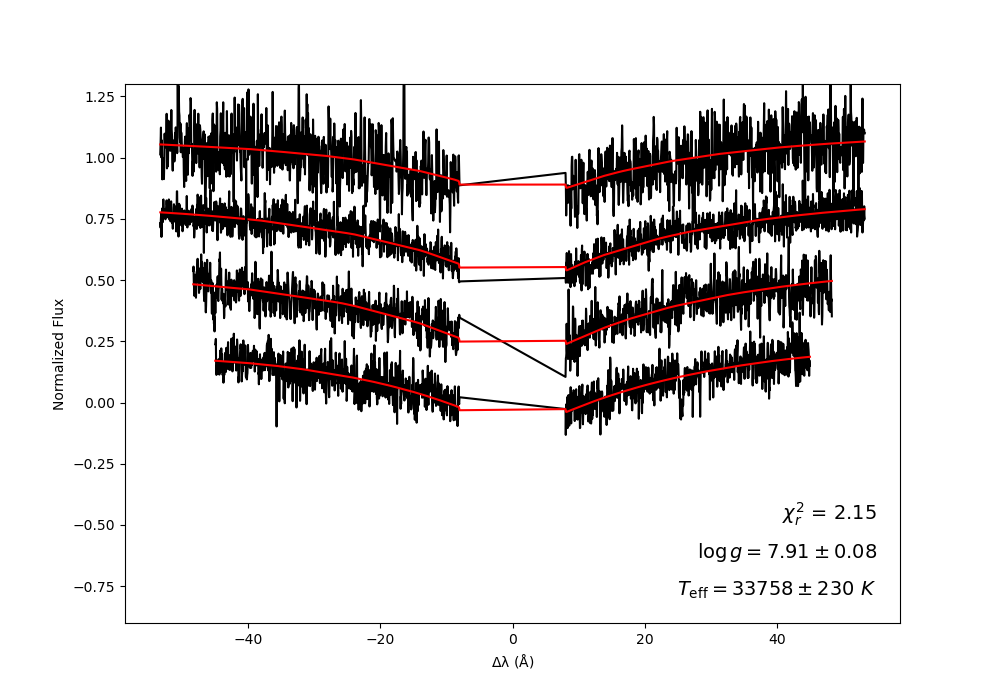 1.25
1.00
0.75
0.50
0.25
0.00
−0.25
−0.50
−0.75
Normalized Flux
χ²ᵣ = 2.15
log g = 7.91 ± 0.08
T_eff = 33758 ± 230 K
−40 −20 0 20 40
Δλ (Å)